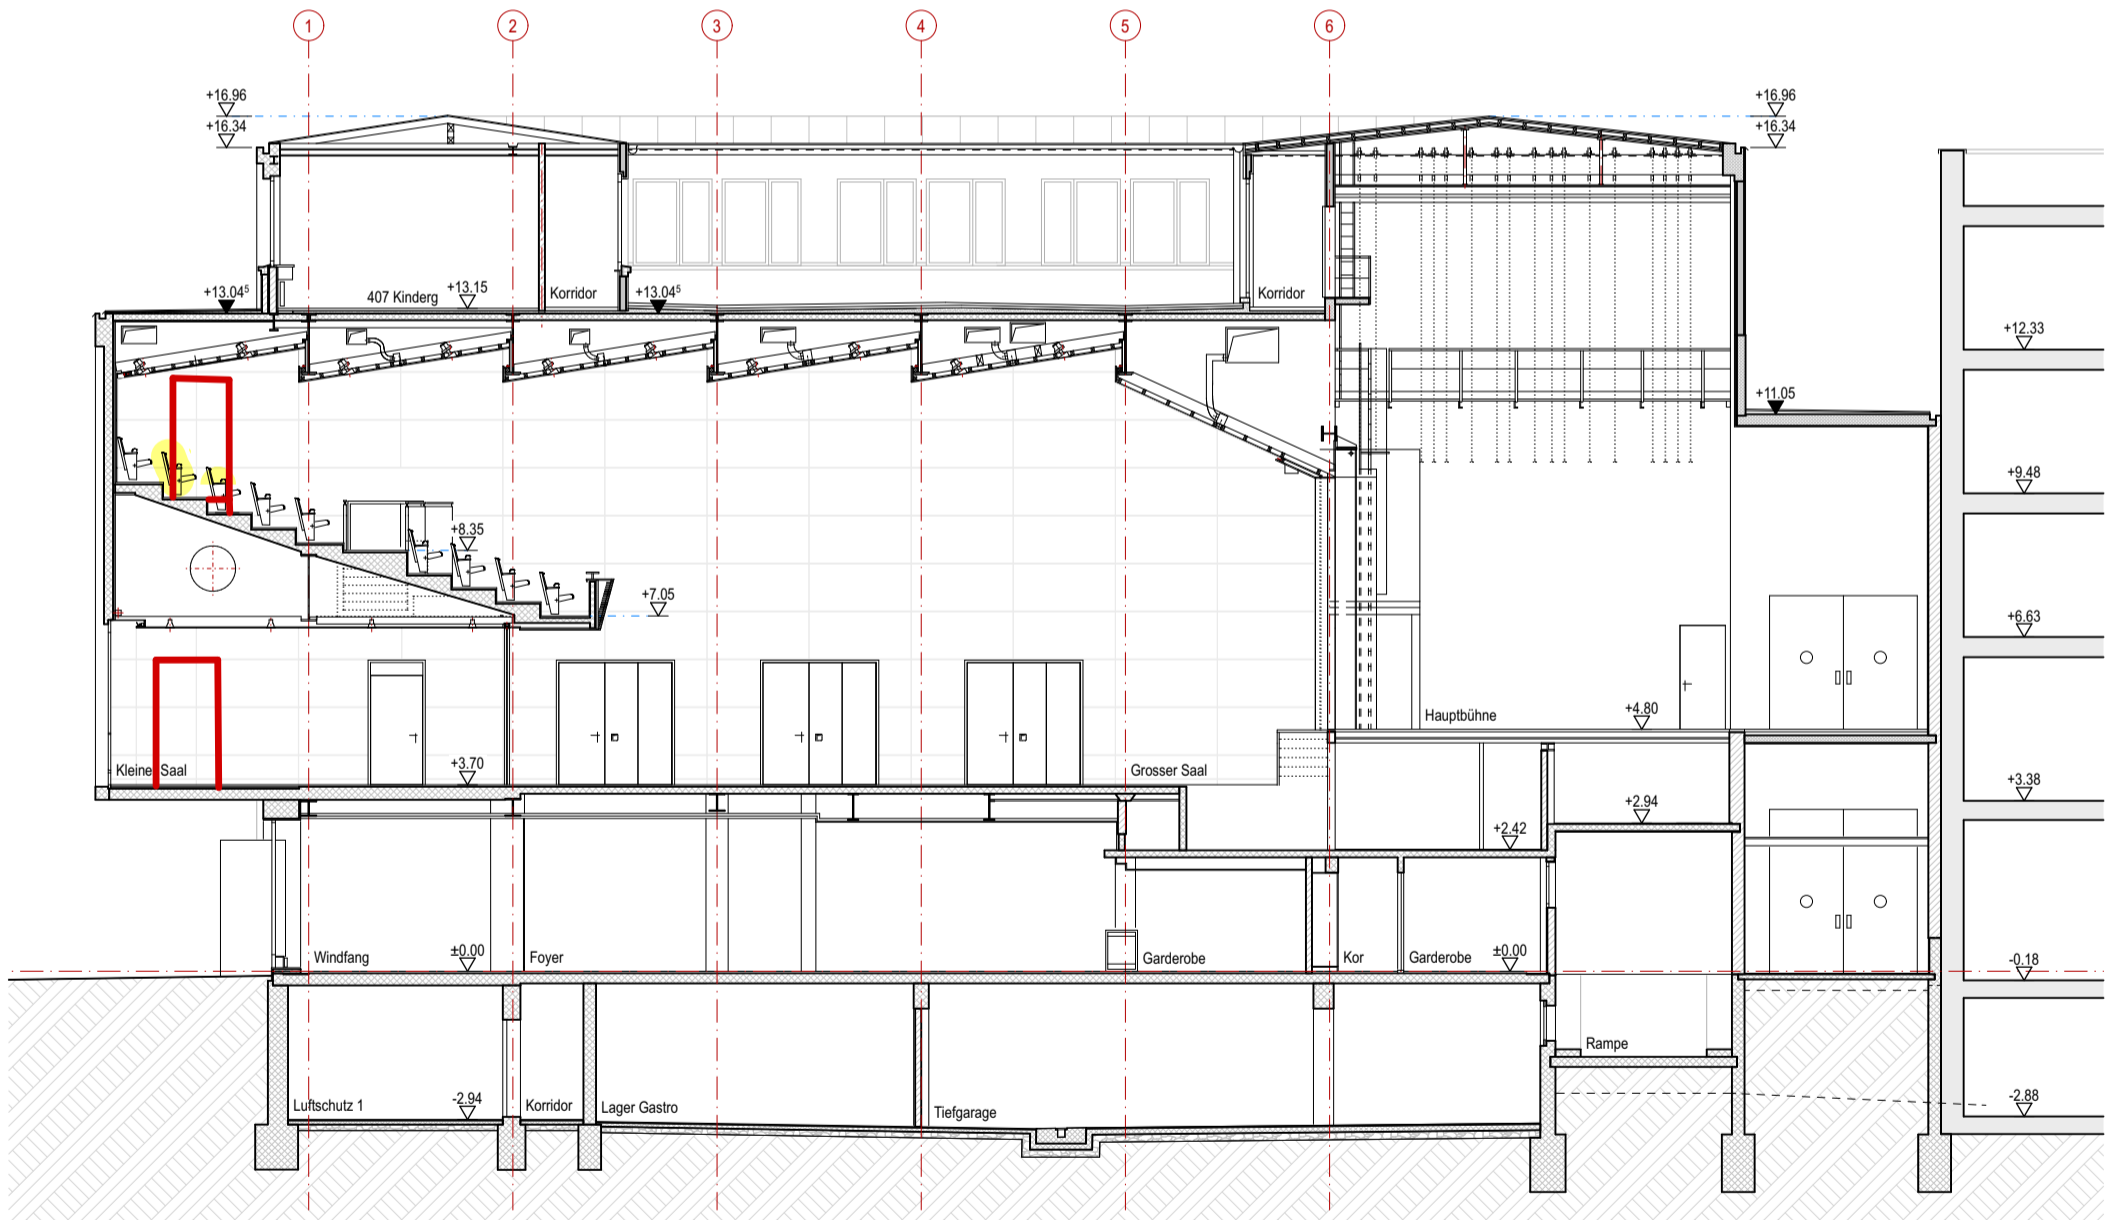 1 2 3 4 5 6
+16.96 +16.96
+16.34 +16.34
407 Kinderg +13.15 Korridor +13.04⁵ Korridor
+13.04⁵
+12.33
+11.05
+9.48
+8.35
+7.05
+6.63
Hauptbühne +4.80
Kleiner Saal +3.70 Grosser Saal
+3.38
+2.94
+2.42
Windfang ±0.00 Foyer Garderobe Kor Garderobe ±0.00
-0.18
Rampe
Luftschutz 1 -2.94 Korridor Lager Gastro Tiefgarage
-2.88